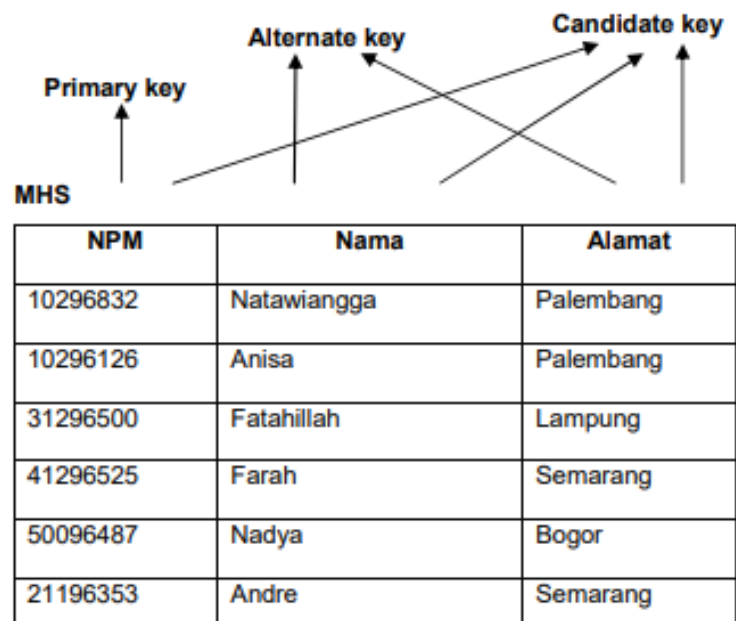 Candidate key
Alternate key
Primary key
MHS
NPM Nama Alamat
10296832 Natawiangga Palembang
10296126 Anisa Palembang
31296500 Fatahillah Lampung
41296525 Farah Semarang
50096487 Nadya Bogor
21196353 Andre Semarang